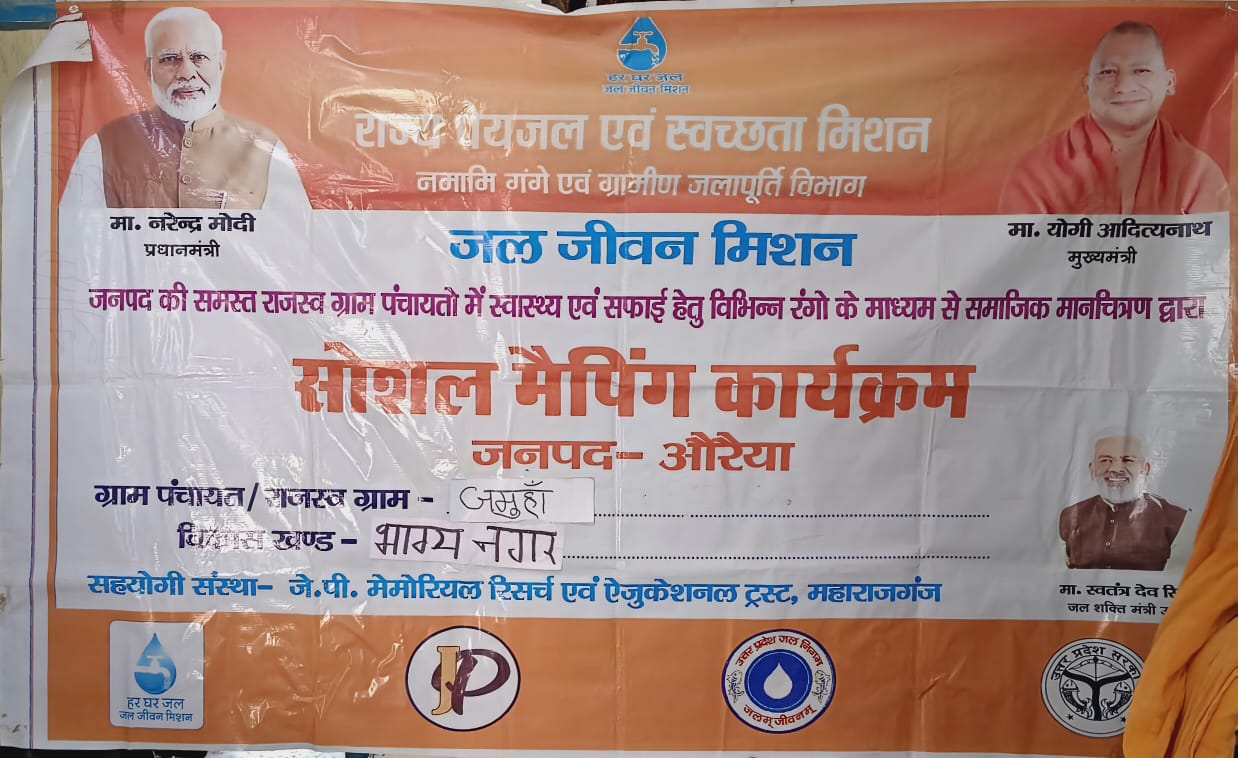 हर घर जल
जल जीवन मिशन
राज्य पेयजल एवं स्वच्छता मिशन
नमामि गंगे एवं ग्रामीण जलापूर्ति विभाग
मा. नरेन्द्र मोदी
प्रधानमंत्री
मा. योगी आदित्यनाथ
मुख्यमंत्री
जल जीवन मिशन
जनपद की समस्त राजस्व ग्राम पंचायतो में स्वास्थ्य एवं सफाई हेतु विभिन्न रंगो के माध्यम से समाजिक मानचित्रण द्वारा
सोशल मैपिंग कार्यक्रम
जनपद- औरैया
ग्राम पंचायत/ राजस्व ग्राम - जमुहाँ
विकास खण्ड - भाग्य नगर
सहयोगी संस्था- जे.पी. मेमोरियल रिसर्च एवं ऐजुकेशनल ट्रस्ट, महाराजगंज
मा. स्वतंत्र देव
जल शक्ति मंत्री
हर घर जल
जल जीवन मिशन
JP
उत्तर प्रदेश जल निगम
जलम् जीवनम्
उत्तर प्रदेश सरकार